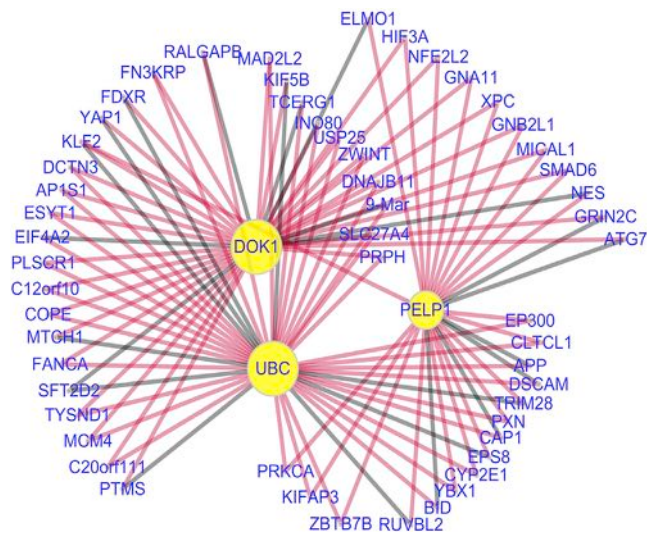 ELMO1
HIF3A
RALGAPB
MAD2L2
NFE2L2
FN3KRP
KIF5B
GNA11
FDXR
TCERG1
XPC
YAP1
INO80
GNB2L1
KLF2
USP25
ZWINT
MICAL1
DCTN3
SMAD6
AP1S1
DNAJB11
NES
ESYT1
9-Mar
GRIN2C
EIF4A2
SLC27A4
ATG7
DOK1
PLSCR1
PRPH
C12orf10
PELP1
COPE
EP300
MTCH1
CLTCL1
FANCA
UBC
APP
SFT2D2
DSCAM
TRIM28
TYSND1
PXN
MCM4
CAP1
EPS8
C20orf111
PRKCA
CYP2E1
PTMS
KIFAP3
YBX1
BID
ZBTB7B
RUVBL2